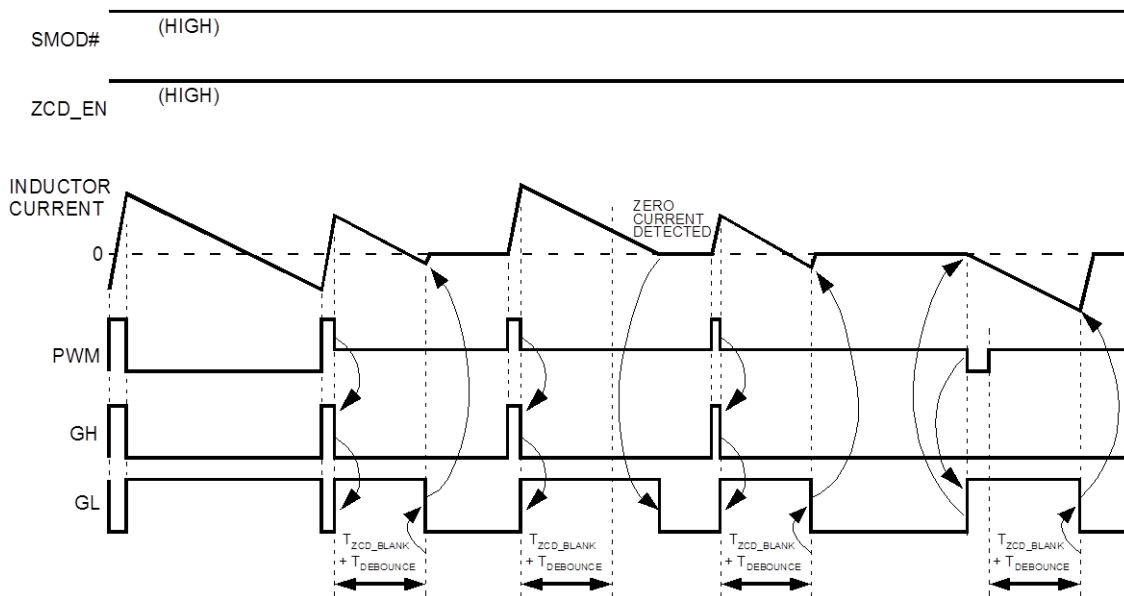 SMOD# (HIGH)
ZCD_EN (HIGH)
INDUCTOR
CURRENT
0
ZERO
CURRENT
DETECTED
PWM
GH
GL
TZCD_BLANK
+ TDEBOUNCE
TZCD_BLANK
+ TDEBOUNCE
TZCD_BLANK
+ TDEBOUNCE
TZCD_BLANK
+ TDEBOUNCE